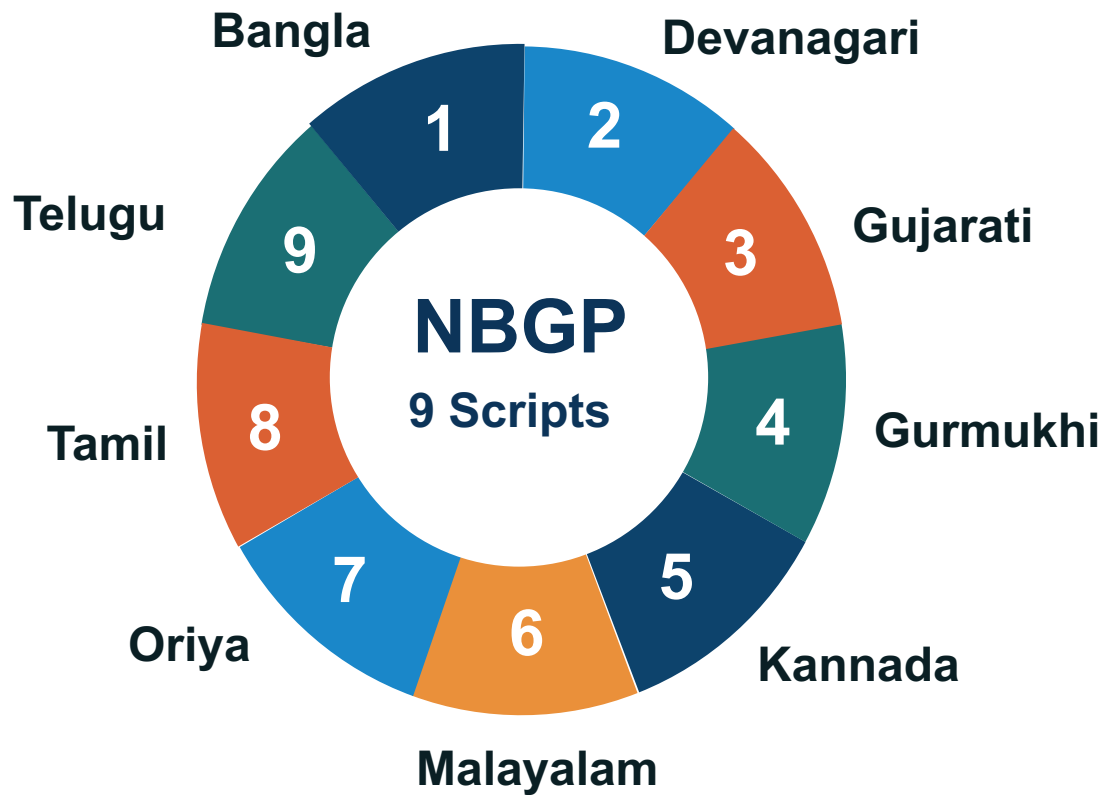 Bangla
1
Devanagari
2
Gujarati
3
Gurmukhi
4
Kannada
5
Malayalam
6
Oriya
7
Tamil
8
Telugu
9
NBGP
9 Scripts